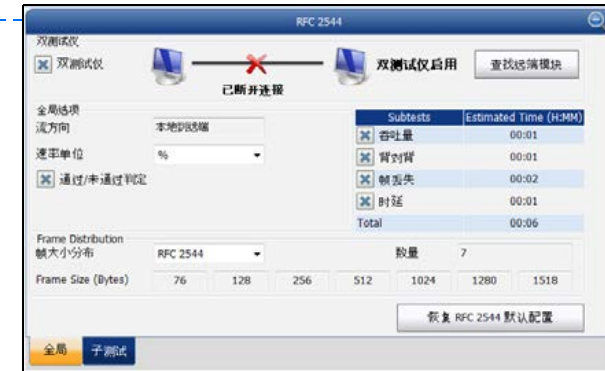 RFC 2544
双测试仪
双测试仪
已断开连接
双测试仪启用
查找远端模块
全局选项
流方向 本地到远端
速率单位 %
通过/未通过判定
Subtests Estimated Time (H:MM)
吞吐量 00:01
背对背 00:01
帧丢失 00:02
时延 00:01
Total 00:06
Frame Distribution
帧大小分布 RFC 2544 数量 7
Frame Size (Bytes) 76 128 256 512 1024 1280 1518
恢复 RFC 2544 默认配置
全局 子测试